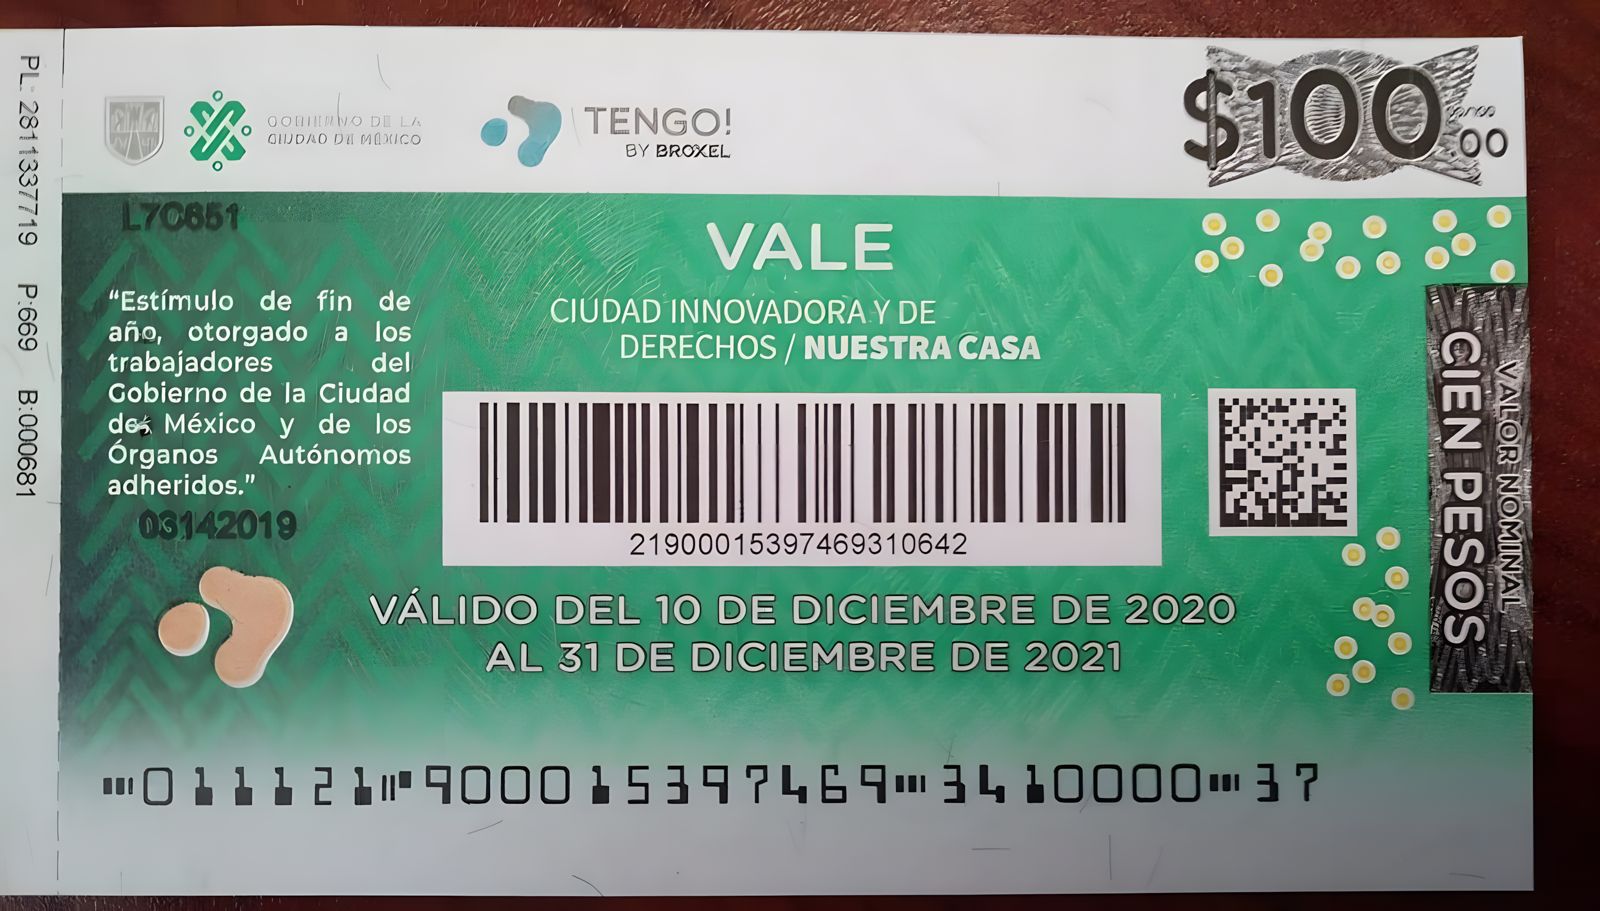 PL: 2811337719 P:669 B:000681
GOBIERNO DE LA
CIUDAD DE MÉXICO
TENGO!
BY BROXEL
$100.00
L7C651
VALE
CIUDAD INNOVADORA Y DE
DERECHOS / NUESTRA CASA
“Estímulo de fin de
año, otorgado a los
trabajadores del
Gobierno de la Ciudad
de México y de los
Órganos Autónomos
adheridos.”
03142019
21900015397469310642
VÁLIDO DEL 10 DE DICIEMBRE DE 2020
AL 31 DE DICIEMBRE DE 2021
VALOR NOMINAL
CIEN PESOS
011121 900015397469 3410000 37